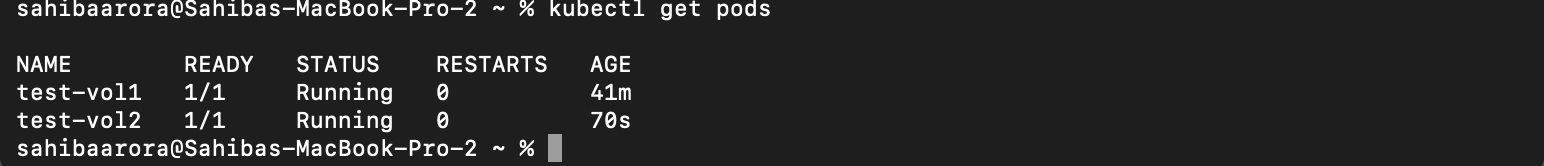 sahibaarora@Sahibas-MacBook-Pro-2 ~ % kubectl get pods
NAME READY STATUS RESTARTS AGE
test-vol1 1/1 Running 0 41m
test-vol2 1/1 Running 0 70s
sahibaarora@Sahibas-MacBook-Pro-2 ~ %